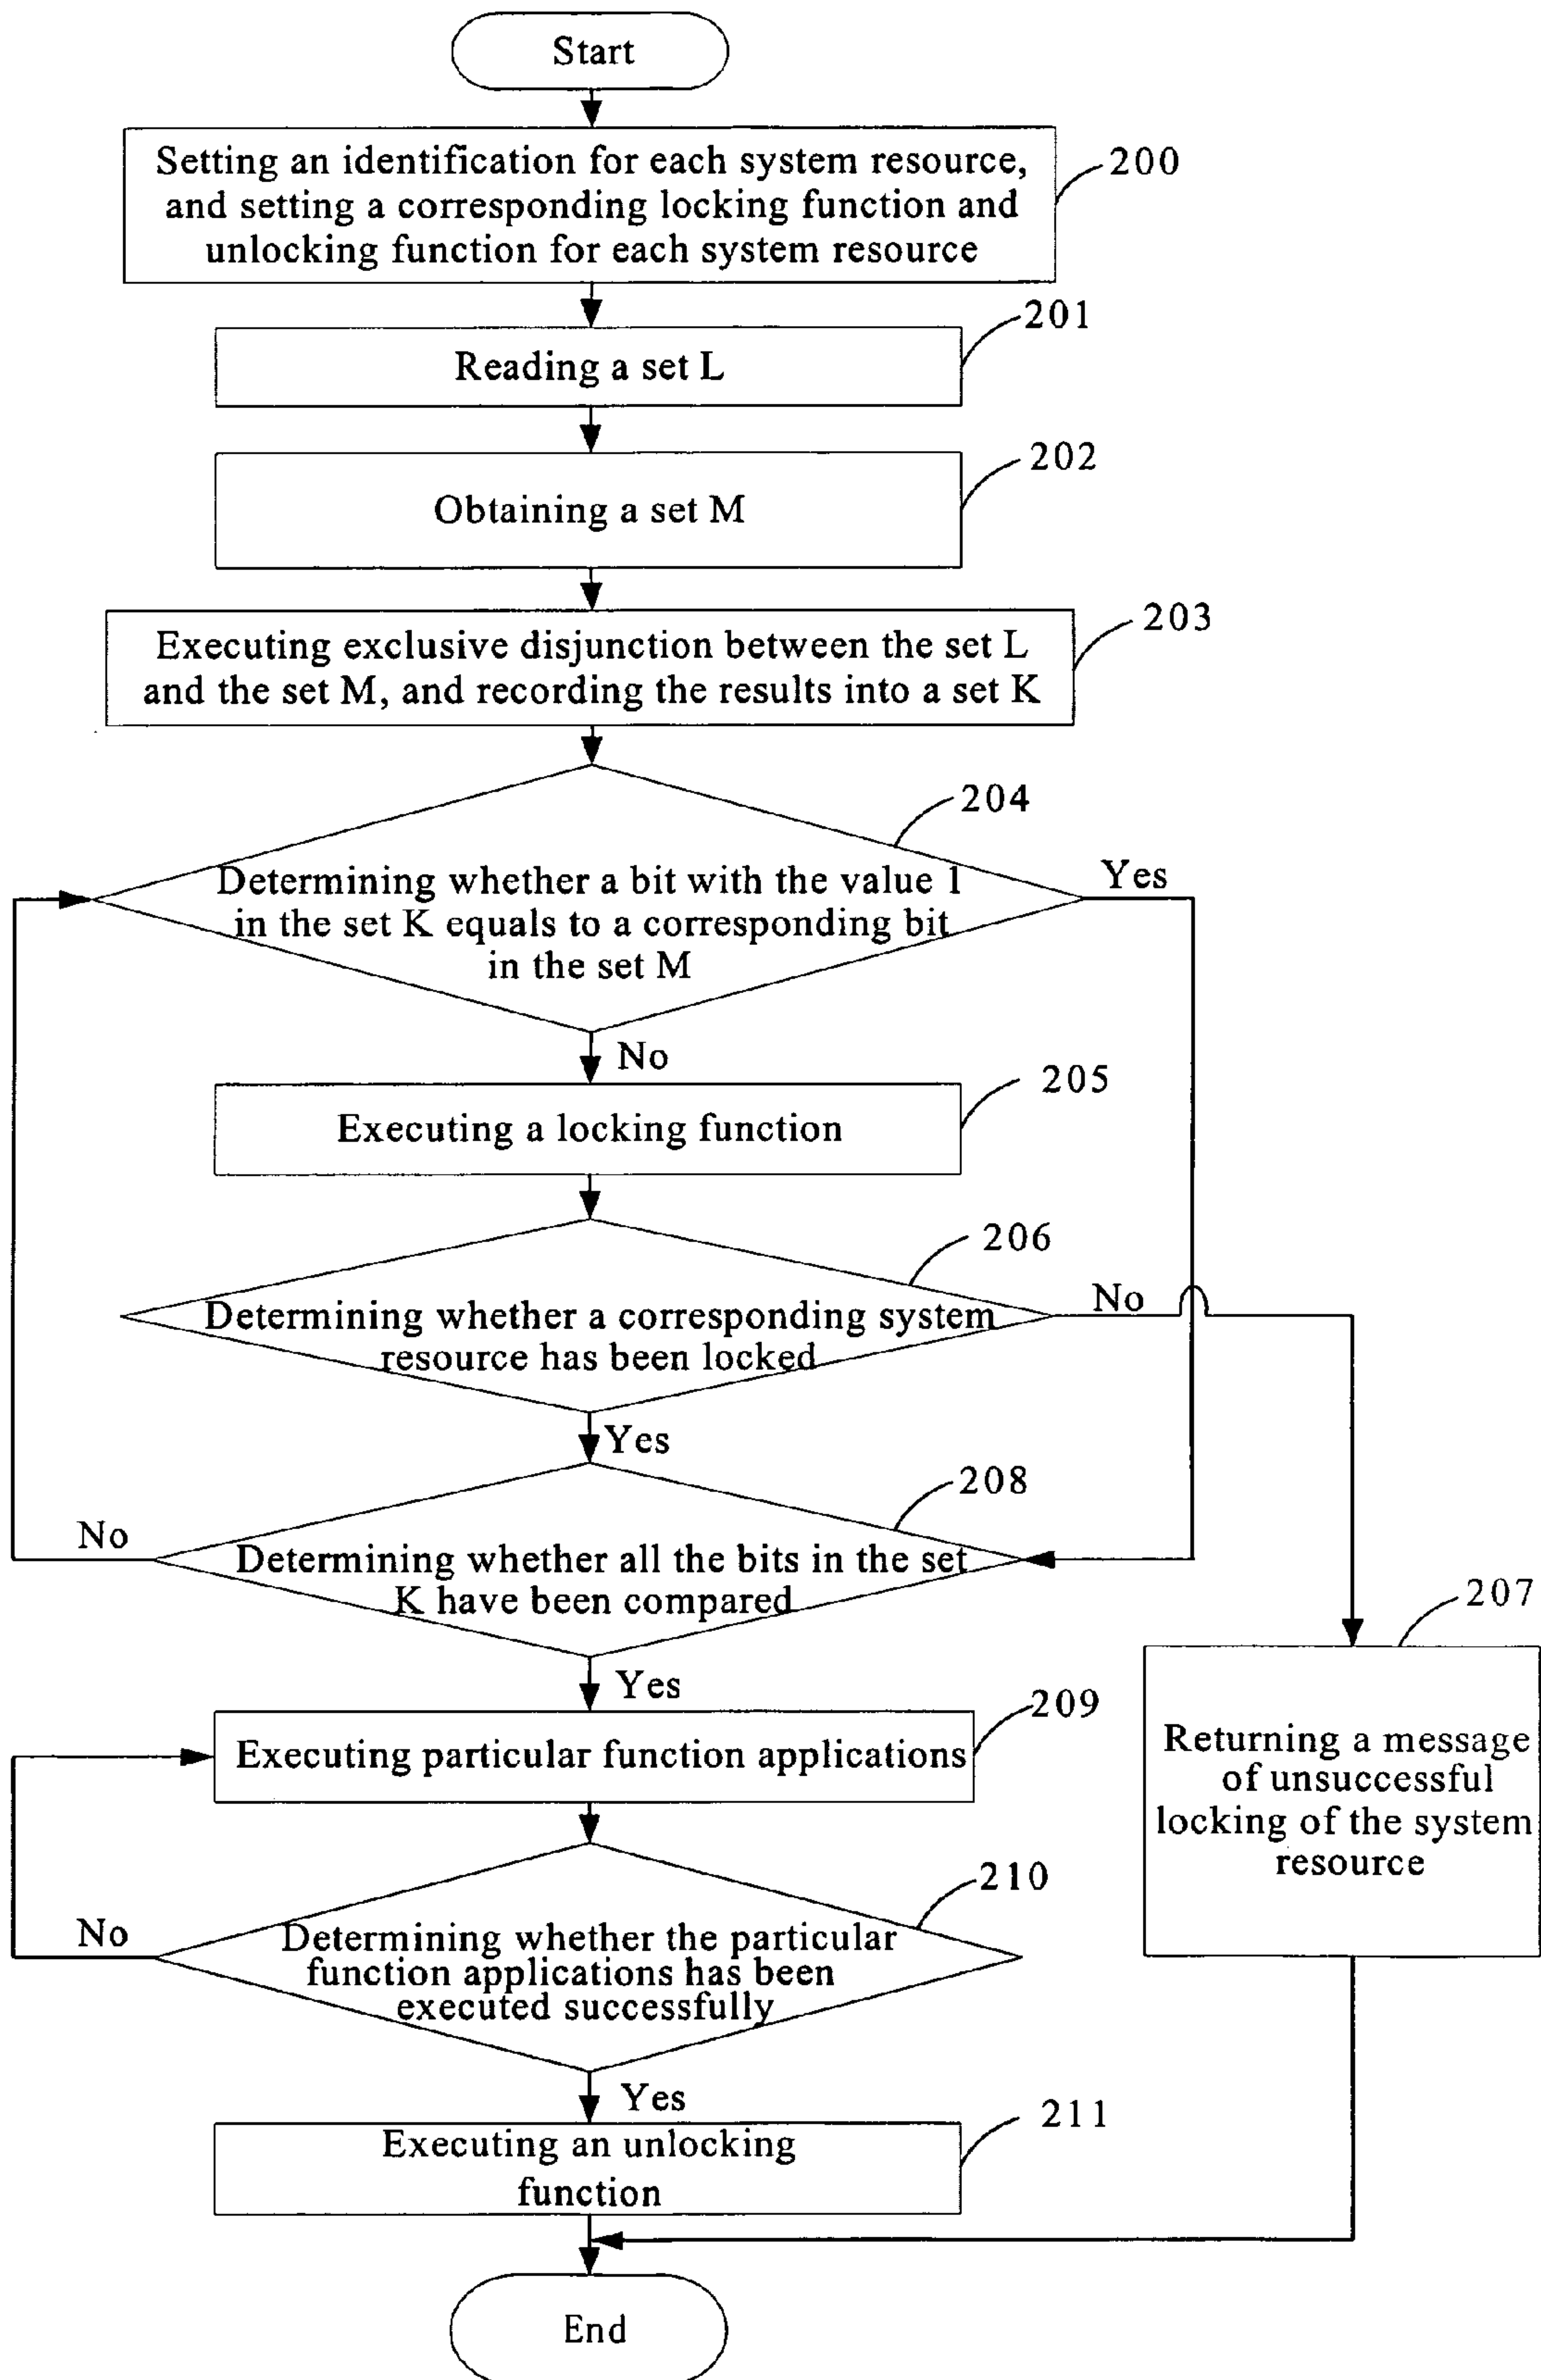 Start
Setting an identification for each system resource,
and setting a corresponding locking function and
unlocking function for each system resource
200
201
Reading a set L
202
Obtaining a set M
203
Executing exclusive disjunction between the set L
and the set M, and recording the results into a set K
204
Determining whether a bit with the value 1
in the set K equals to a corresponding bit
in the set M
Yes
No
205
Executing a locking function
206
Determining whether a corresponding system
resource has been locked
No
Yes
208
Determining whether all the bits in the set
K have been compared
No
Yes
207
Returning a message
of unsuccessful
locking of the system
resource
209
Executing particular function applications
210
Determining whether the particular
function applications has been
executed successfully
No
Yes
211
Executing an unlocking
function
End